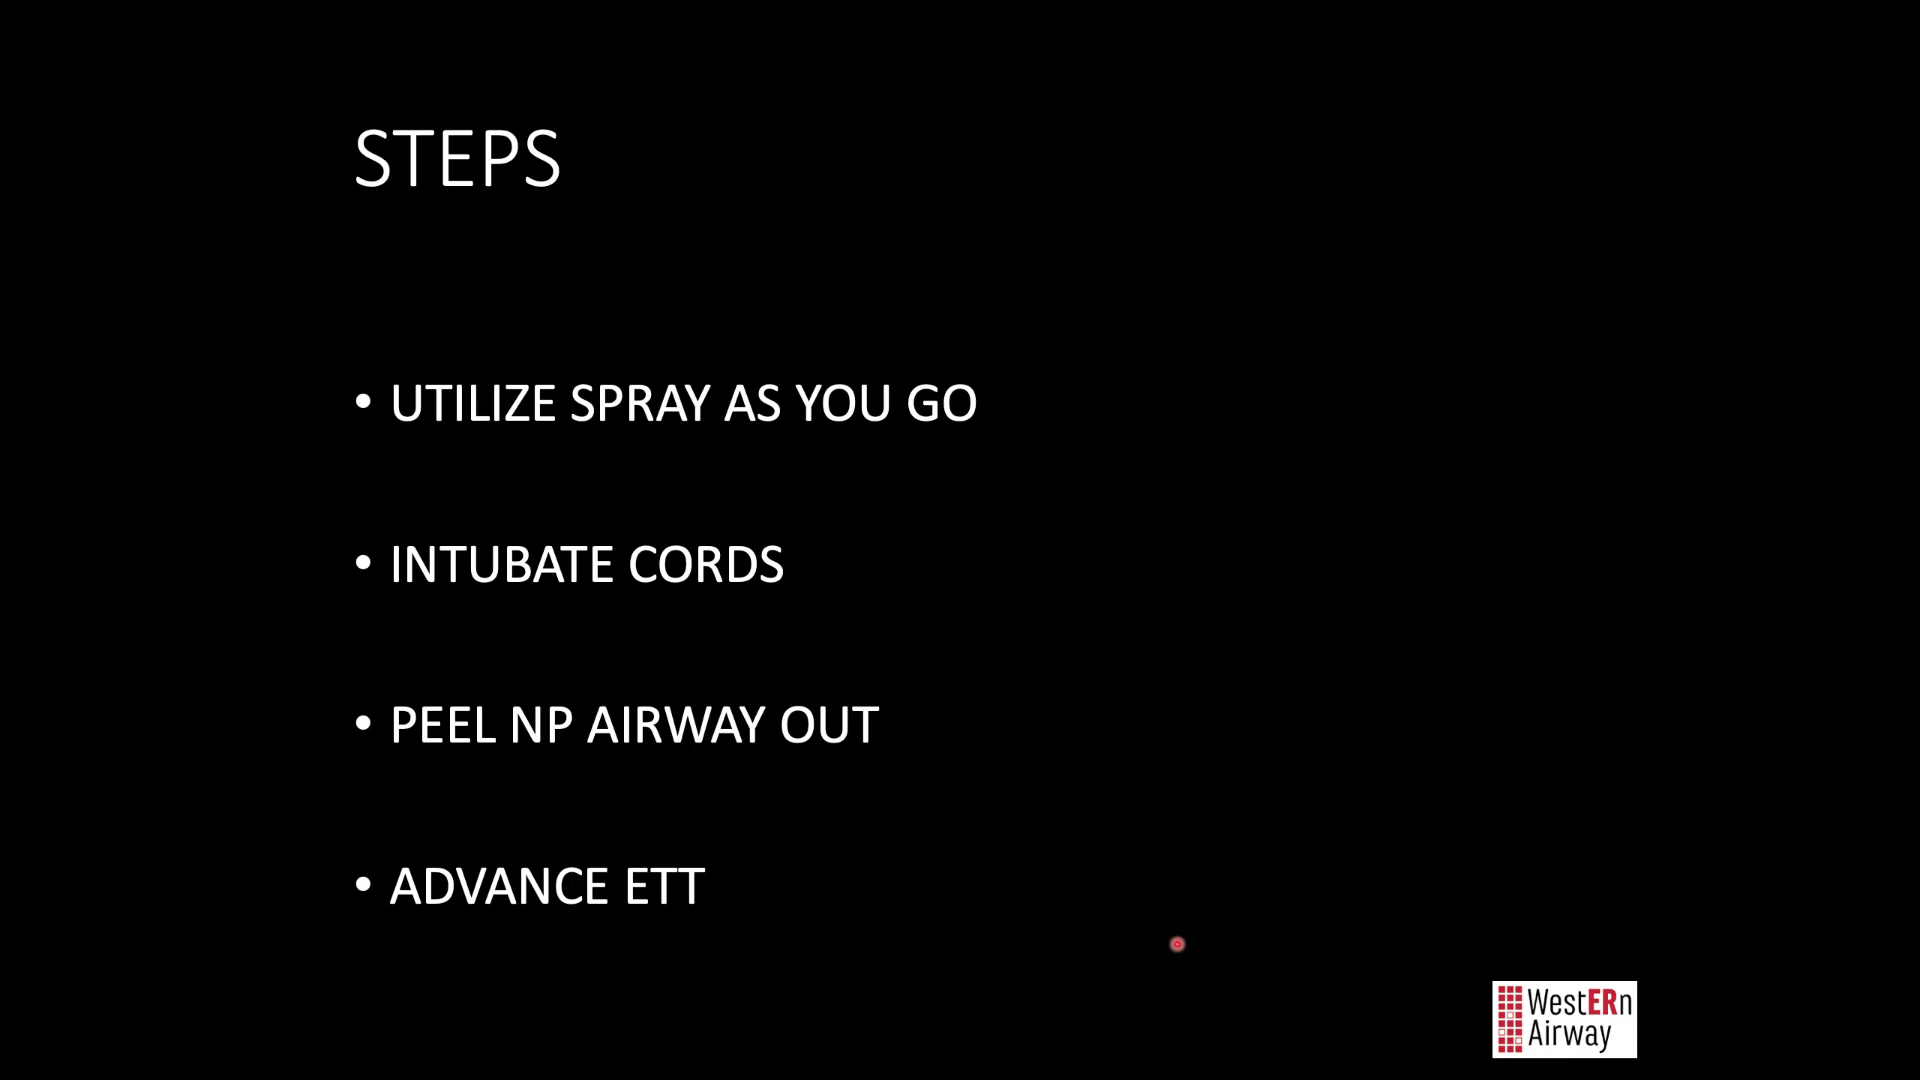 STEPS
• UTILIZE SPRAY AS YOU GO
• INTUBATE CORDS
• PEEL NP AIRWAY OUT
• ADVANCE ETT
WestERn
Airway